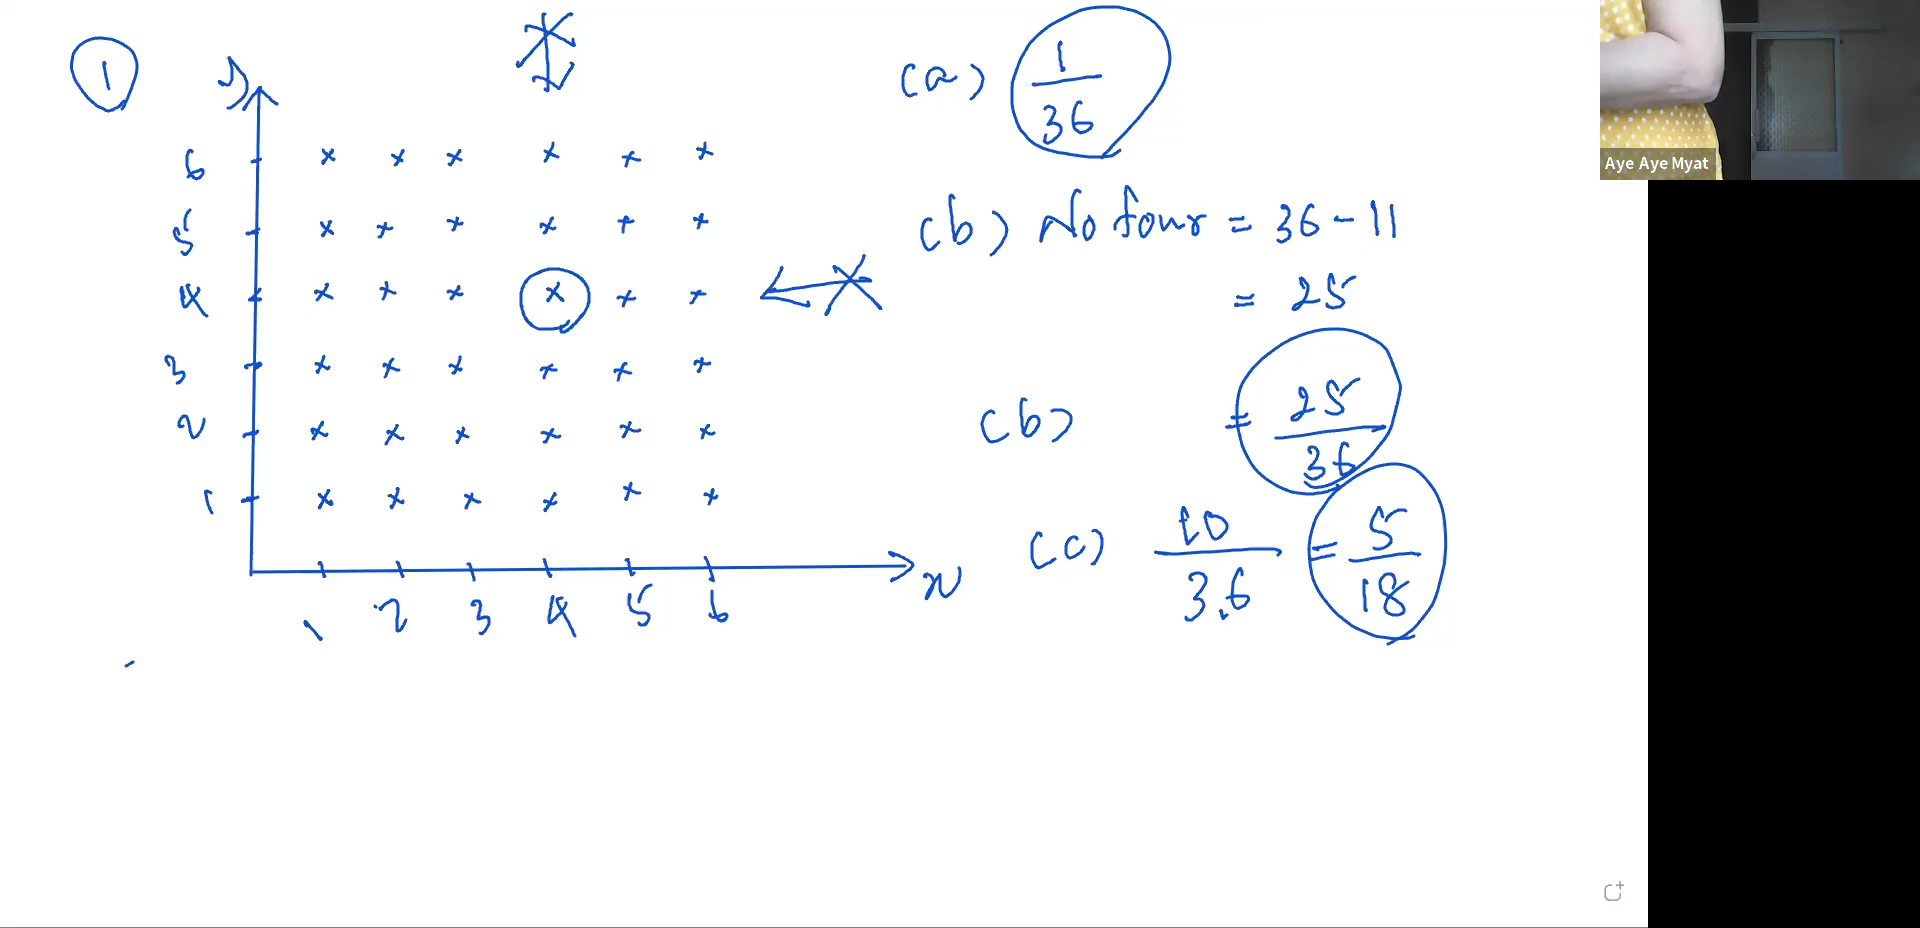 1
y
6
5
4
3
2
1
1 2 3 4 5 6
x
(a) 1/36
(b) No four = 36 - 11
= 25
(b) = 25/36
(c) 10/36 = 5/18
Aye Aye Myat